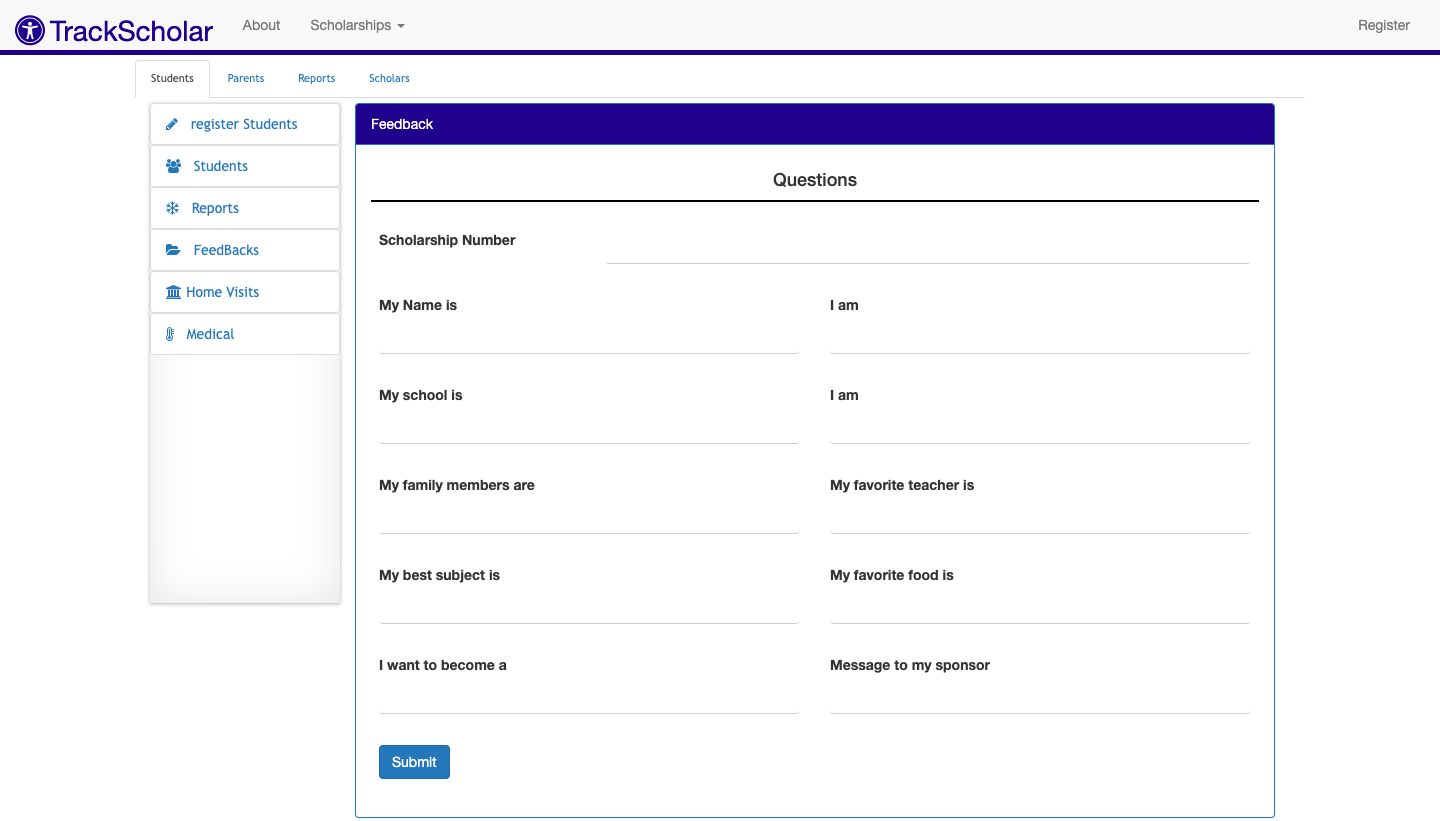 TrackScholar About Scholarships Register
Students Parents Reports Scholars
register Students
Students
Reports
FeedBacks
Home Visits
Medical
Feedback
Questions
Scholarship Number
My Name is I am
My school is I am
My family members are My favorite teacher is
My best subject is My favorite food is
I want to become a Message to my sponsor
Submit